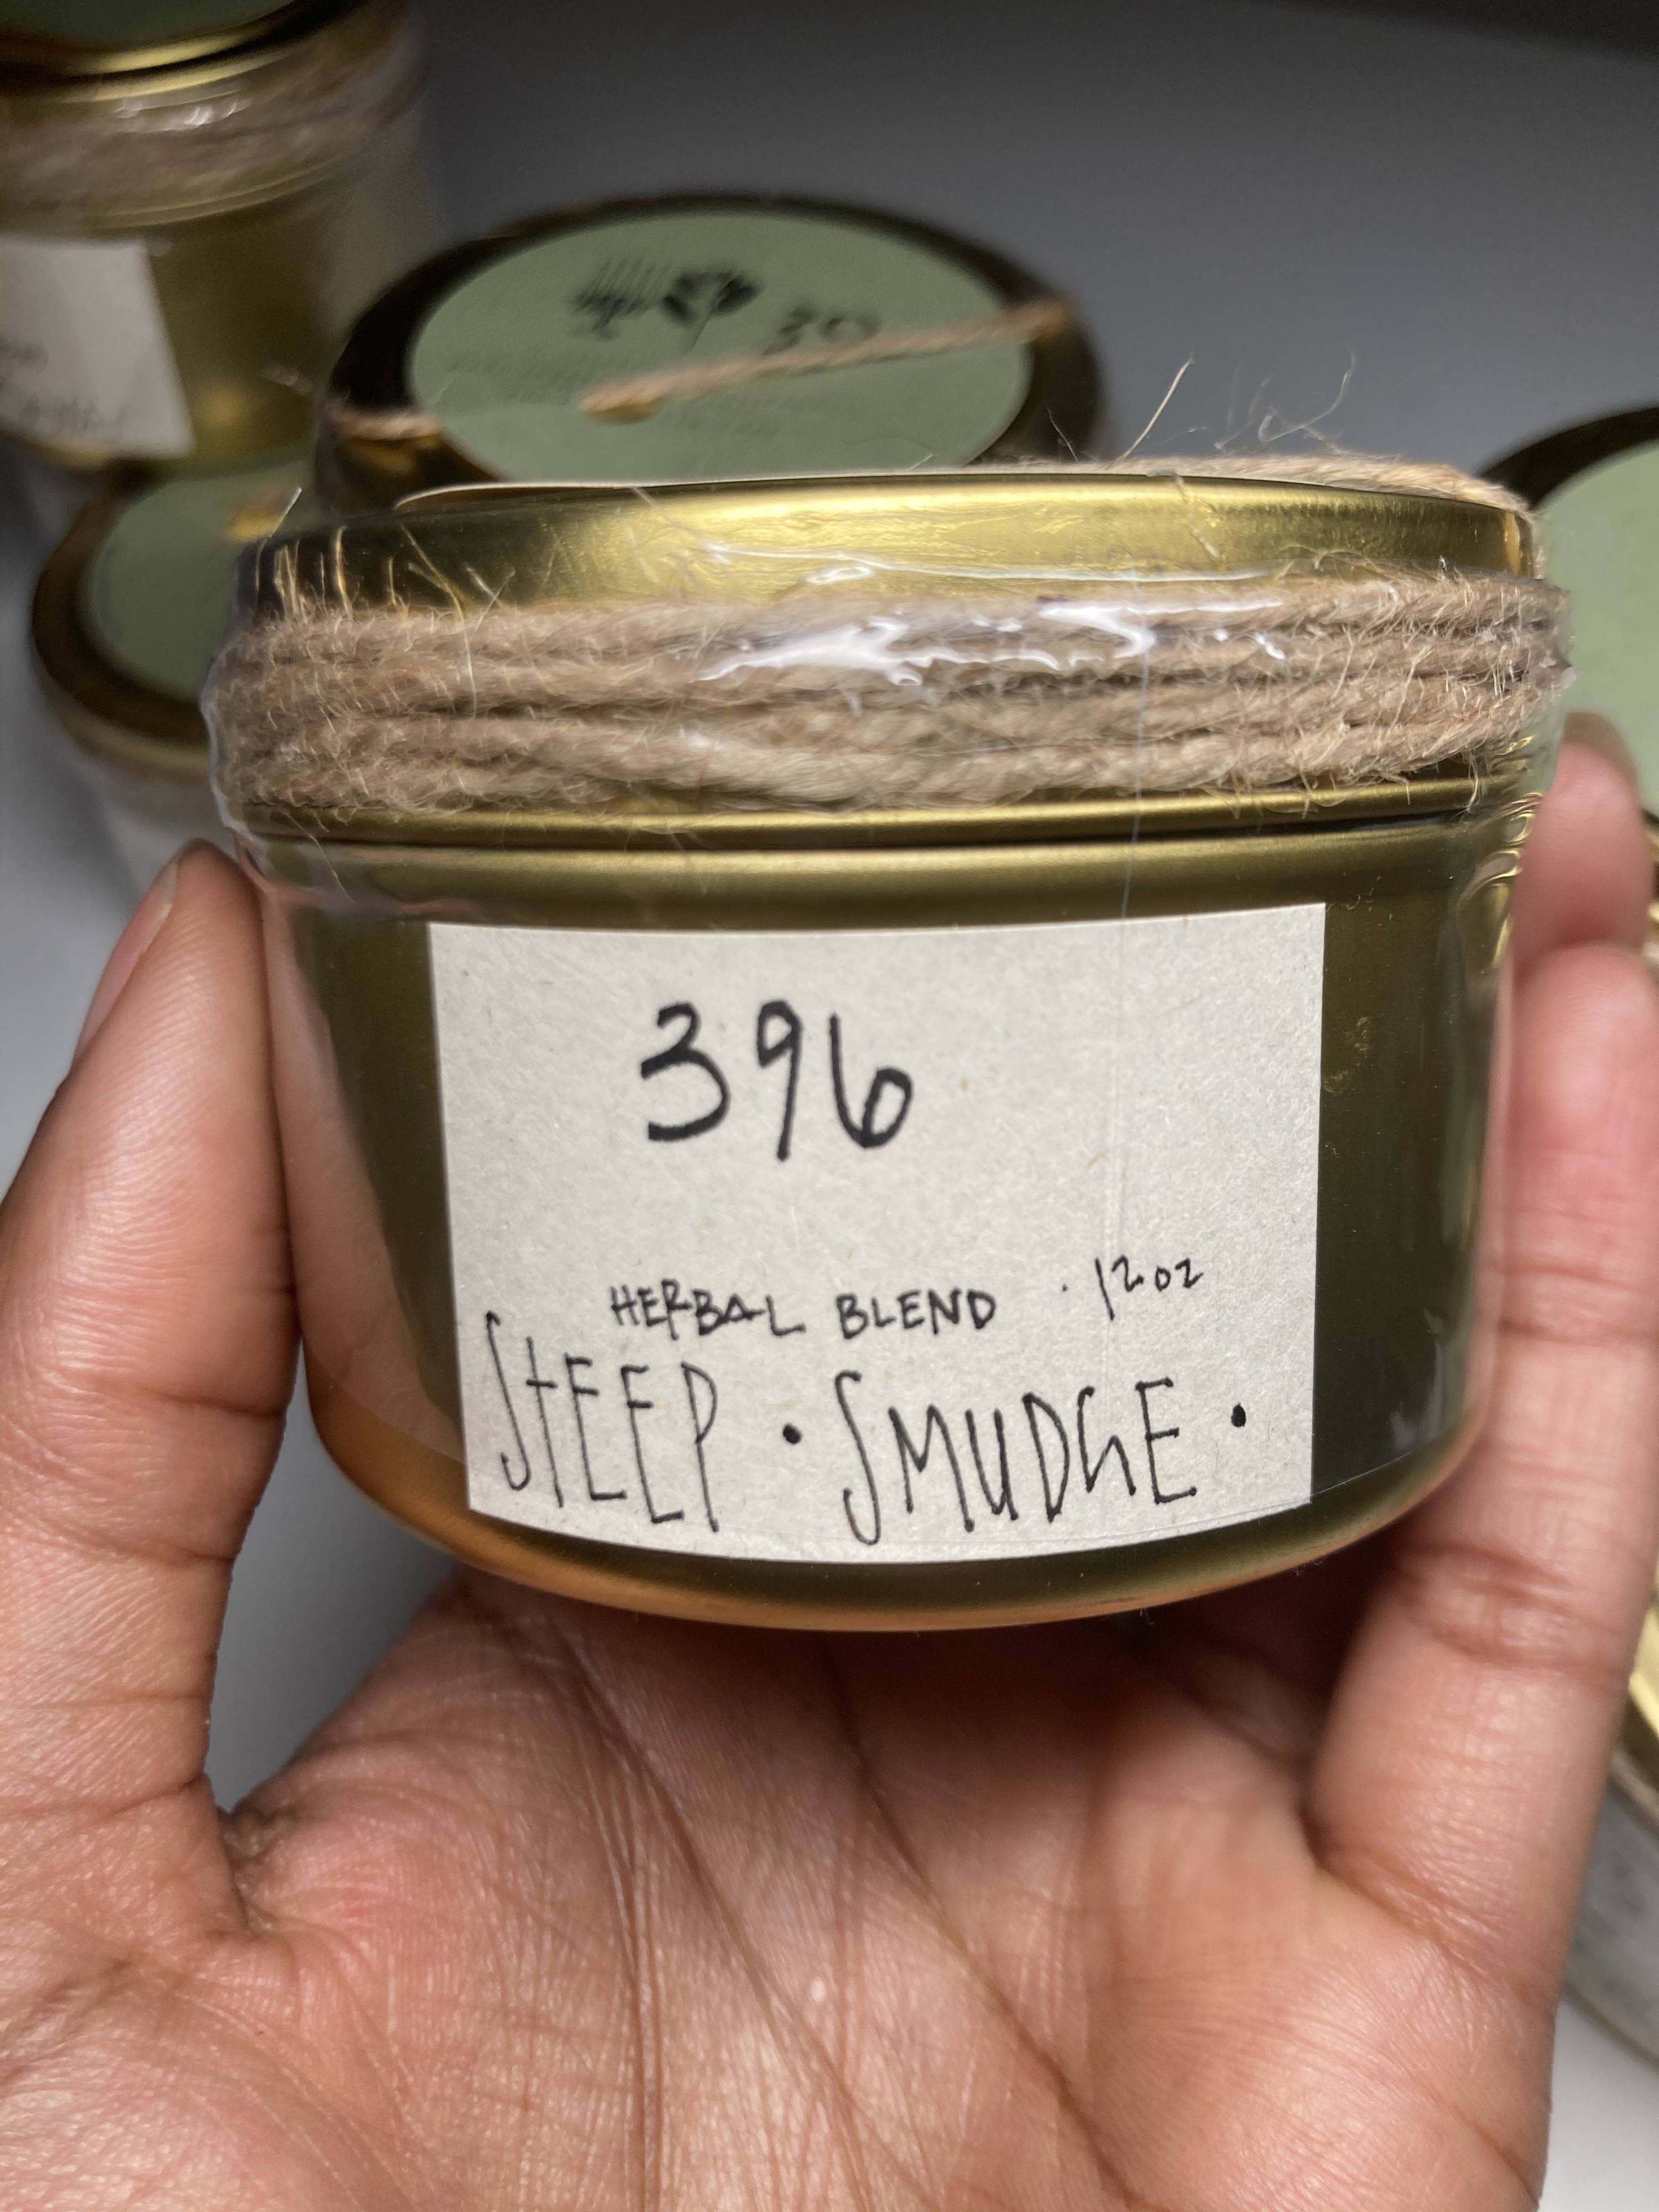 396
HERBAL BLEND · 12oz
STEEP · SMUDGE ·